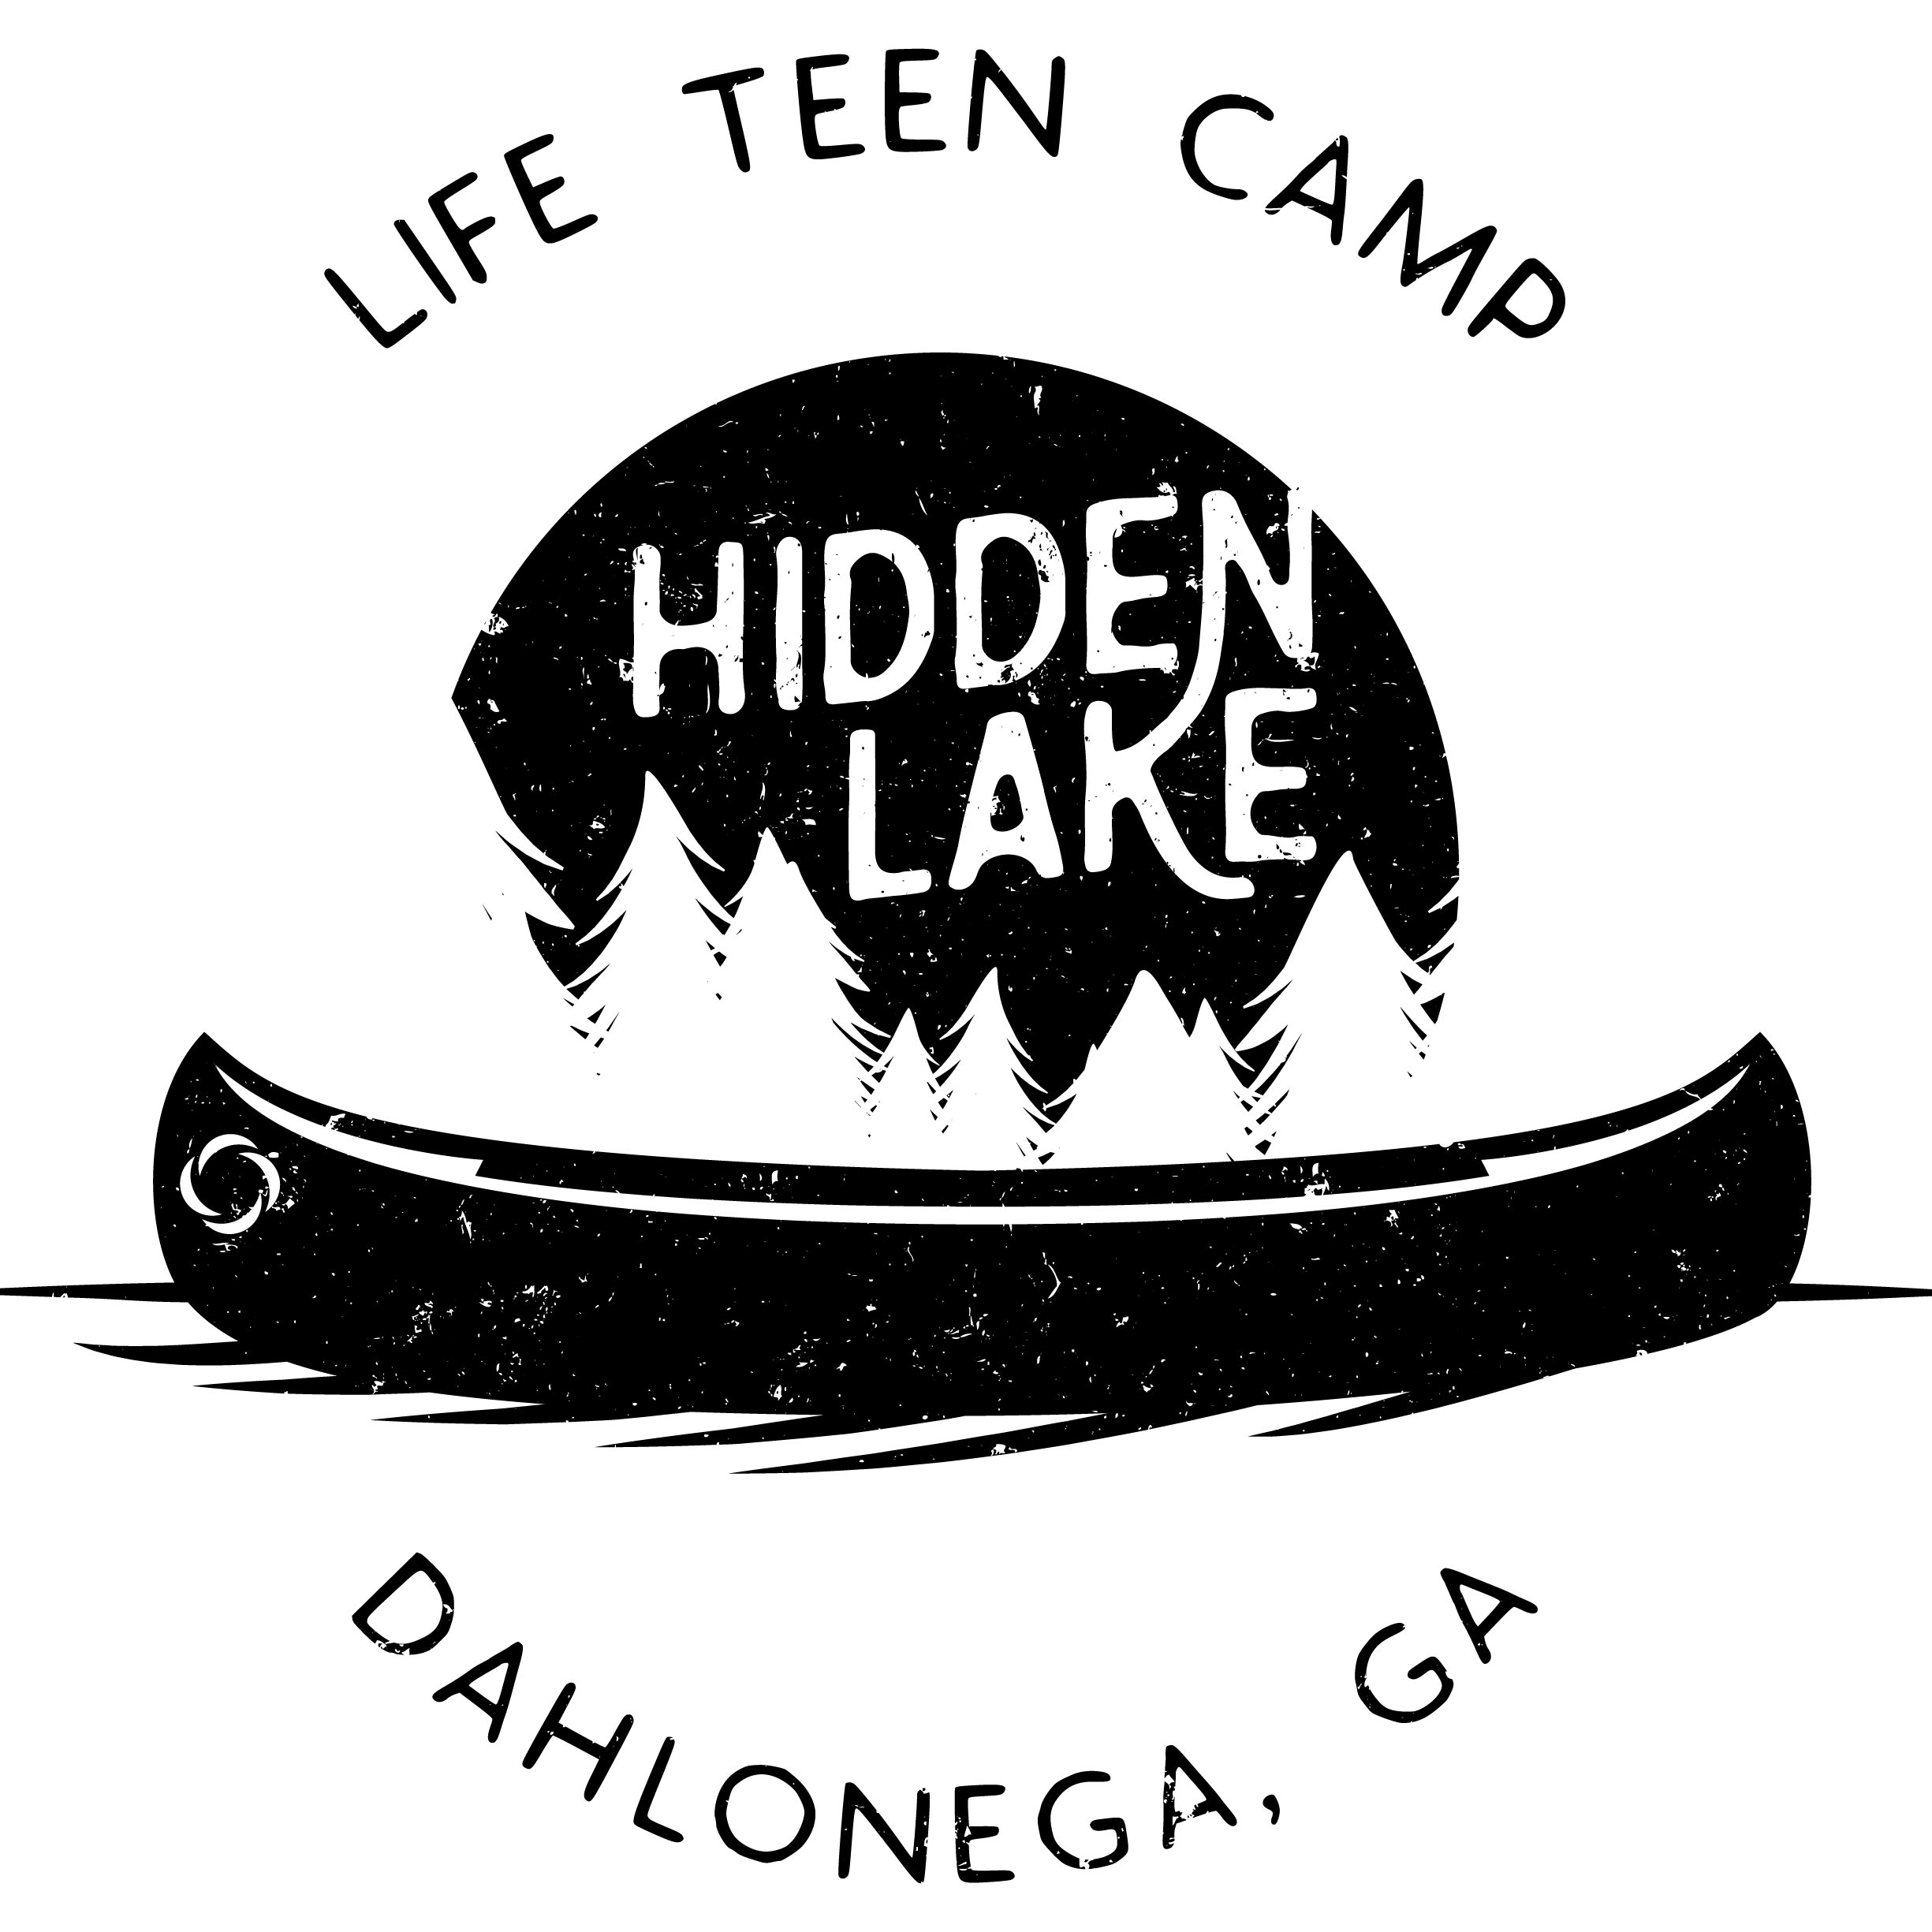 LIFE TEEN CAMP
HIDDEN
LAKE
DAHLONEGA, GA